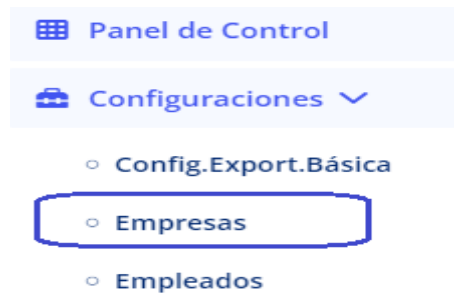 Panel de Control
Configuraciones
Config.Export.Básica
Empresas
Empleados